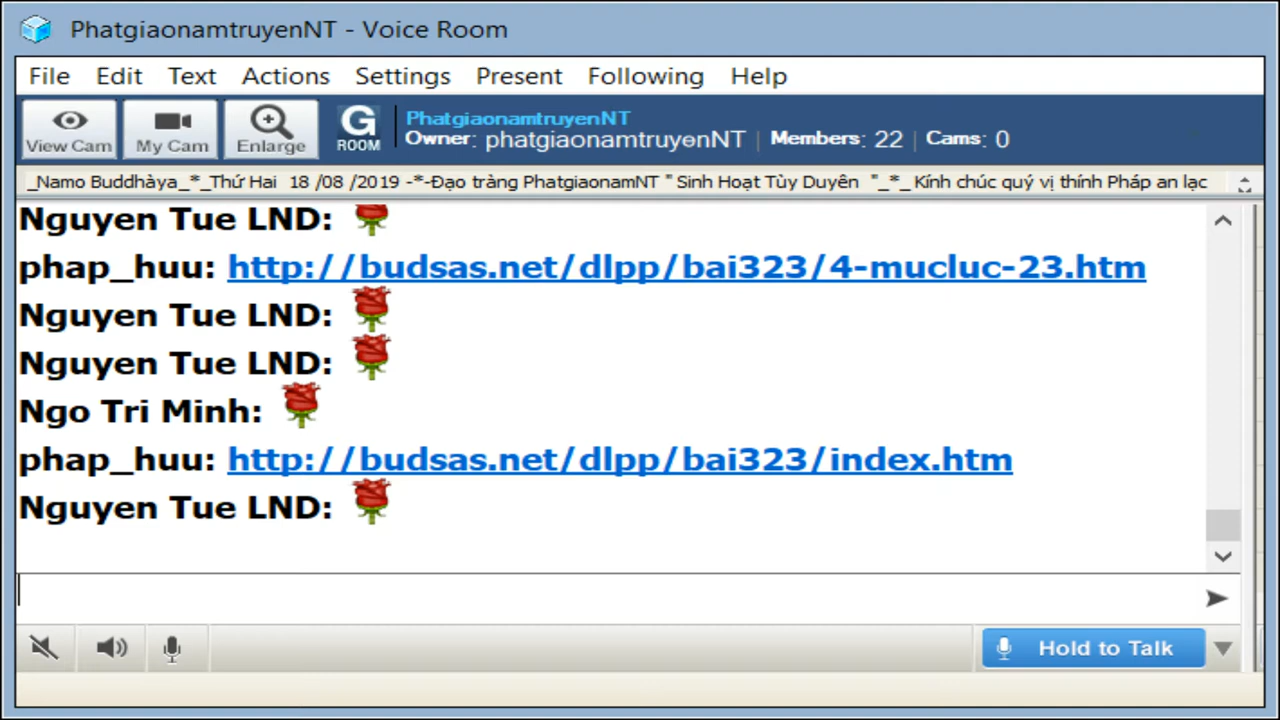 PhatgiaonamtruyenNT - Voice Room
File Edit Text Actions Settings Present Following Help
View Cam My Cam Enlarge G ROOM
PhatgiaonamtruyenNT
Owner: phatgiaonamtruyenNT | Members: 22 | Cams: 0
_Namo Buddhàya_*_Thứ Hai 18 /08 /2019 -*-Đạo tràng PhatgiaonamNT " Sinh Hoạt Tùy Duyên "_*_ Kính chúc quý vị thính Pháp an lạc
Nguyen Tue LND: 🌹
phap_huu: http://budsas.net/dlpp/bai323/4-mucluc-23.htm
Nguyen Tue LND: 🌹
Nguyen Tue LND: 🌹
Ngo Tri Minh: 🌹
phap_huu: http://budsas.net/dlpp/bai323/index.htm
Nguyen Tue LND: 🌹
Hold to Talk